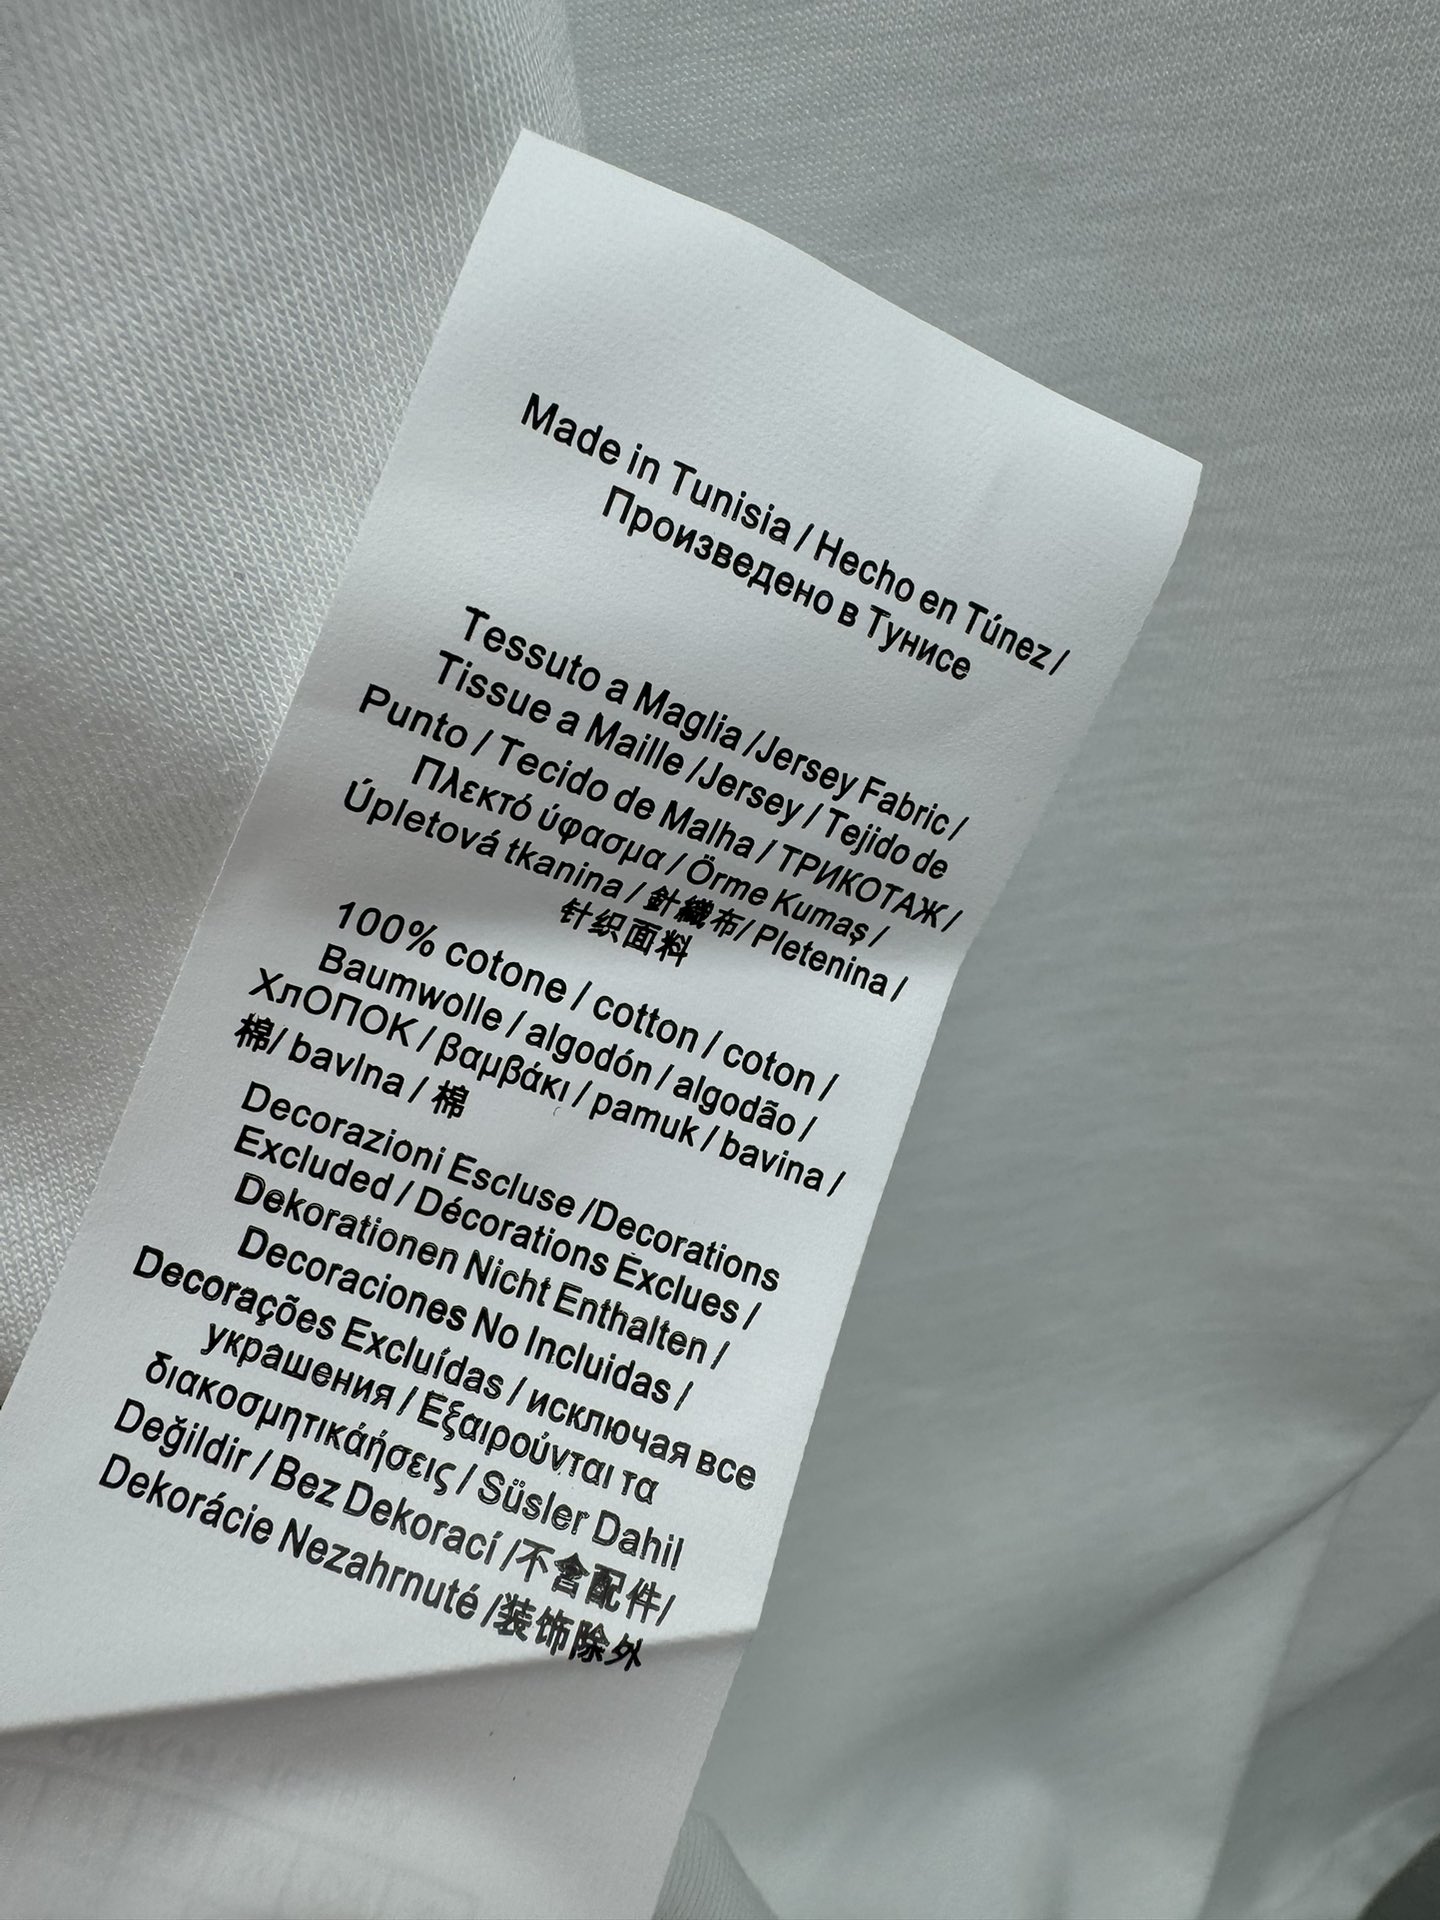 Made in Tunisia / Hecho en Túnez /
Произведено в Тунисе
Tessuto a Maglia /Jersey Fabric /
Tissue a Maille /Jersey / Tejido de
Punto / Tecido de Malha / ТРИКОТАЖ /
Πλεκτό ύφασμα / Örme Kumaş /
Úpletová tkanina / 針織布/ Pletenina /
针织面料
100% cotone / cotton / coton /
Baumwolle / algodón / algodão /
ХлОПОК / βαμβάκι / pamuk / bavina /
棉/ bavlna / 棉
Decorazioni Escluse /Decorations
Excluded / Décorations Exclues /
Dekorationen Nicht Enthalten /
Decoraciones No Incluidas /
Decorações Excluídas / исключая все
украшения / Εξαιρούνται τα
διακοσμητικάήσεις / Süsler Dahil
Değildir / Bez Dekorací /不含配件/
Dekorácie Nezahrnuté /装饰除外